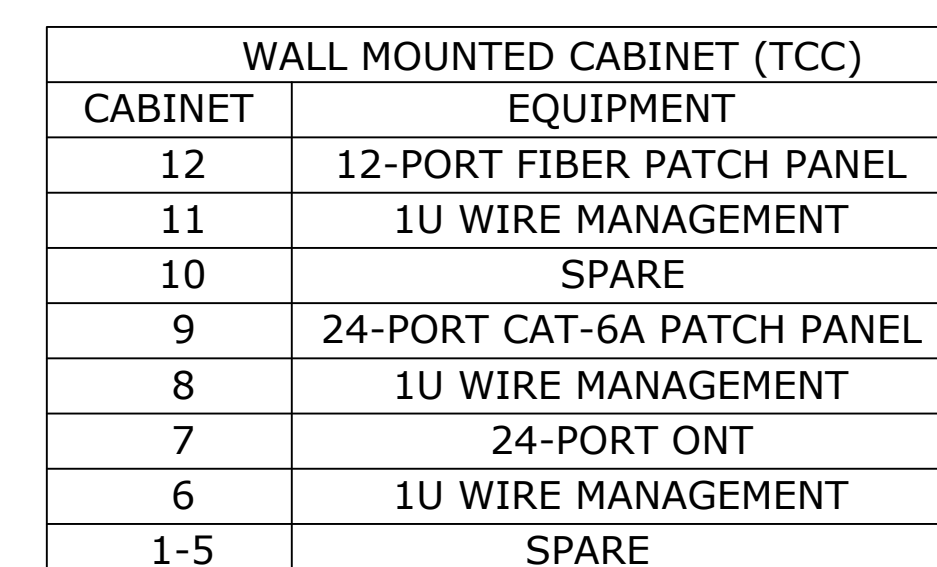 WALL MOUNTED CABINET (TCC)
CABINET EQUIPMENT
12 12-PORT FIBER PATCH PANEL
11 1U WIRE MANAGEMENT
10 SPARE
9 24-PORT CAT-6A PATCH PANEL
8 1U WIRE MANAGEMENT
7 24-PORT ONT
6 1U WIRE MANAGEMENT
1-5 SPARE